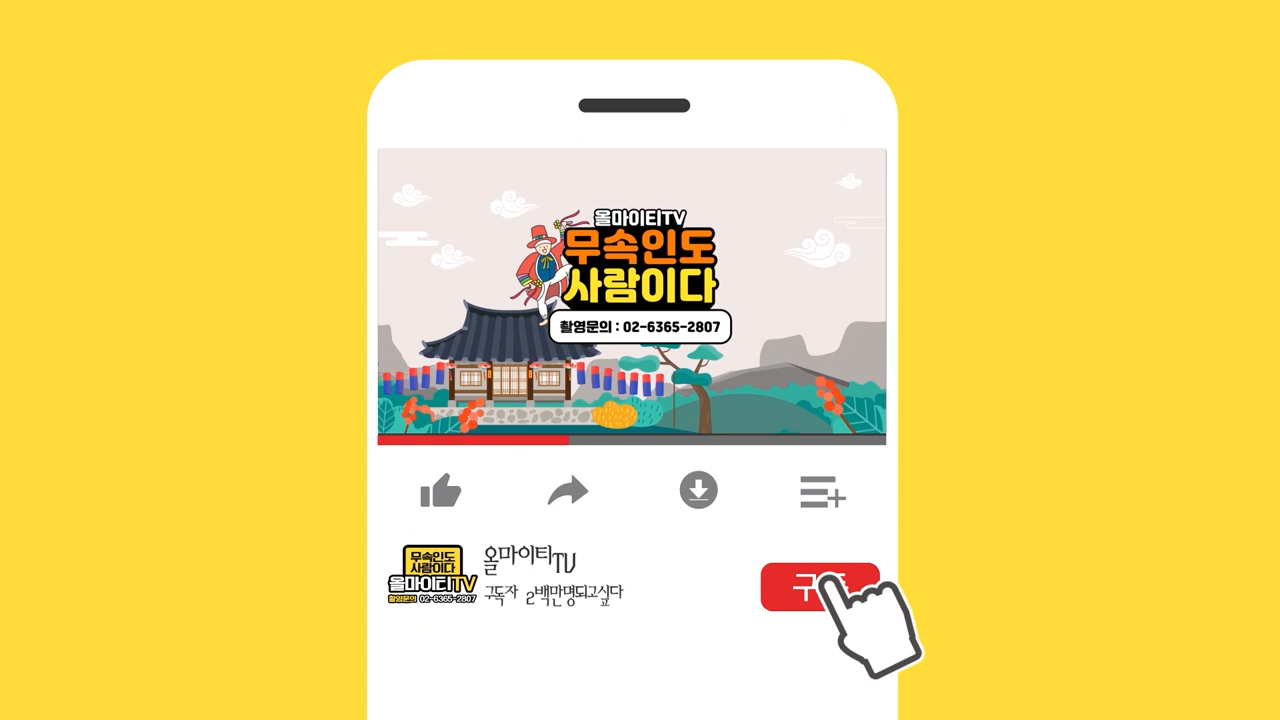 올마이티TV
무속인도
사람이다
촬영문의 : 02-6365-2807
무속인도
사람이다
올마이티TV
촬영문의 02-6365-2807
올마이티TV
구독자 2백만명되고싶다
구